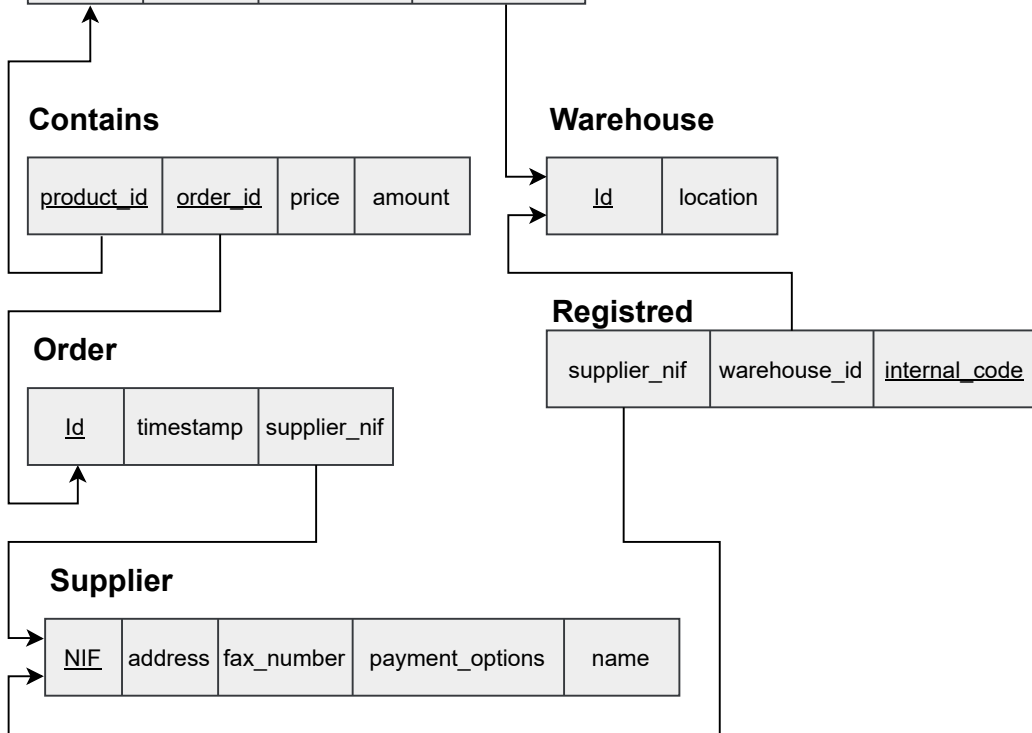 Contains
product_id order_id price amount
Warehouse
Id location
Registred
supplier_nif warehouse_id internal_code
Order
Id timestamp supplier_nif
Supplier
NIF address fax_number payment_options name